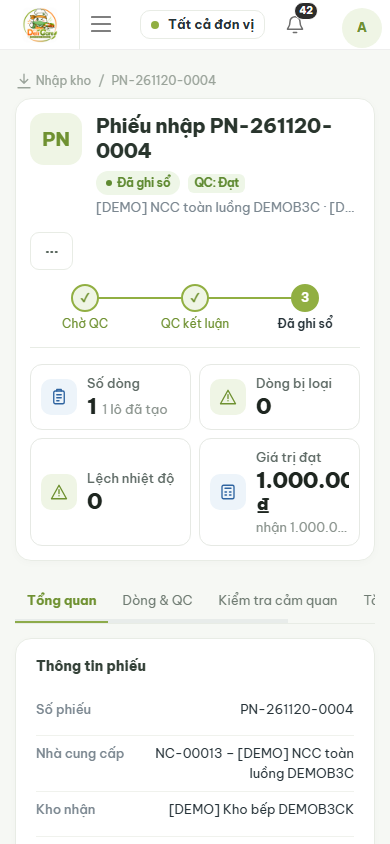 Tất cả đơn vị
42
A
Nhập kho / PN-261120-0004
PN
Phiếu nhập PN-261120-
0004
Đã ghi sổ
QC: Đạt
[DEMO] NCC toàn luồng DEMOB3C · [D...
...
3
Chờ QC
QC kết luận
Đã ghi sổ
Số dòng
1 1 lô đã tạo
Dòng bị loại
0
Lệch nhiệt độ
0
Giá trị đạt
1.000.00
đ
nhận 1.000.0...
Tổng quan
Dòng & QC
Kiểm tra cảm quan
Thông tin phiếu
Số phiếu
PN-261120-0004
Nhà cung cấp
NC-00013 – [DEMO] NCC toàn
luồng DEMOB3C
Kho nhận
[DEMO] Kho bếp DEMOB3CK